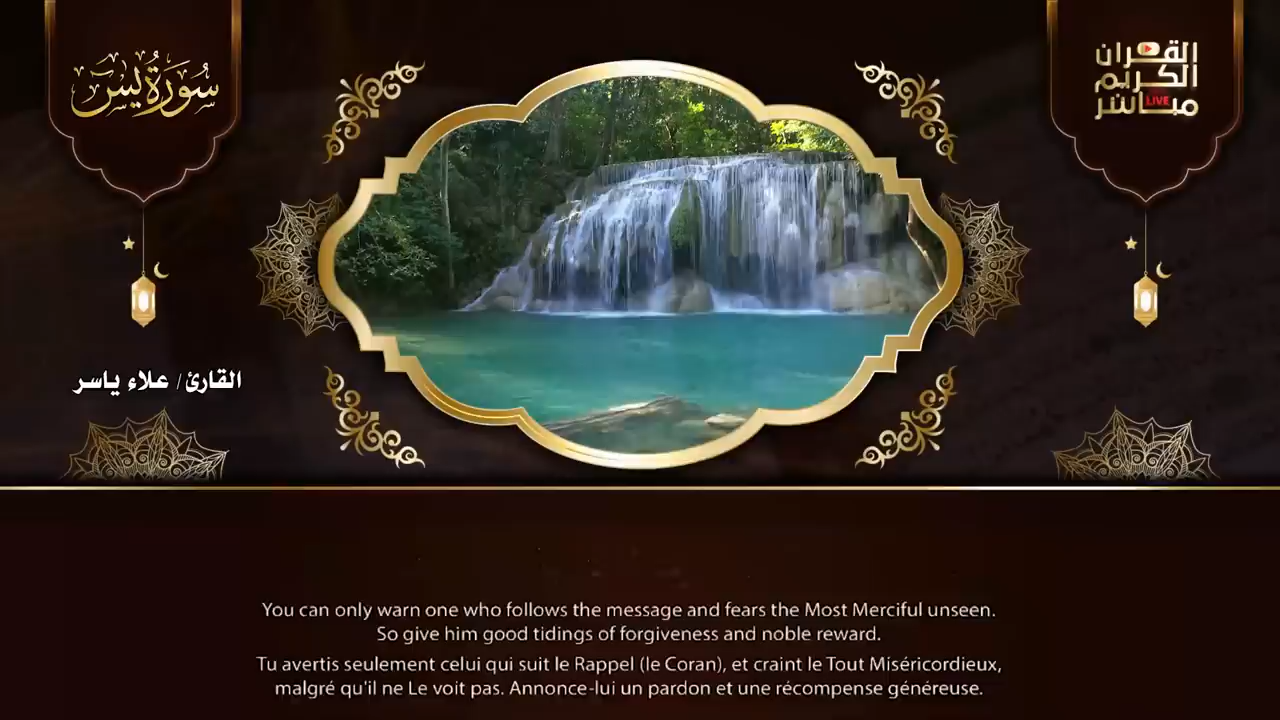 سُورَةُ يسٓ
القرآن
الكريم
مباشر
LIVE
القارئ/ علاء ياسر
You can only warn one who follows the message and fears the Most Merciful unseen.
So give him good tidings of forgiveness and noble reward.
Tu avertis seulement celui qui suit le Rappel (le Coran), et craint le Tout Miséricordieux,
malgré qu'il ne Le voit pas. Annonce-lui un pardon et une récompense généreuse.